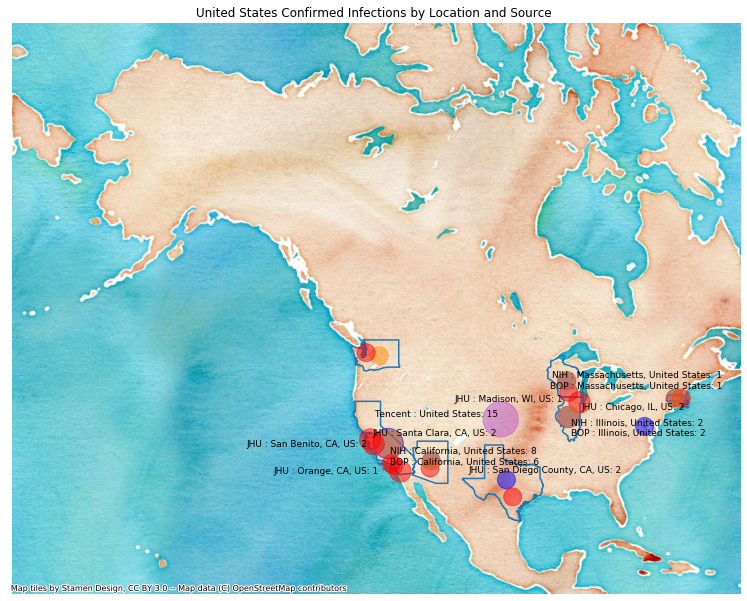 United States Confirmed Infections by Location and Source
NIH : Massachusetts, United States: 1
BOP : Massachusetts, United States: 1
JHU : Madison, WI, US: 1
JHU : Chicago, IL, US: 2
Tencent : United States: 15
NIH : Illinois, United States: 2
BOP : Illinois, United States: 2
JHU : Santa Clara, CA, US: 2
JHU : San Benito, CA, US: 2
NIH : California, United States: 8
BOP : California, United States: 6
JHU : San Diego County, CA, US: 2
JHU : Orange, CA, US: 1
Map tiles by Stamen Design, CC BY 3.0 -- Map data (C) OpenStreetMap contributors